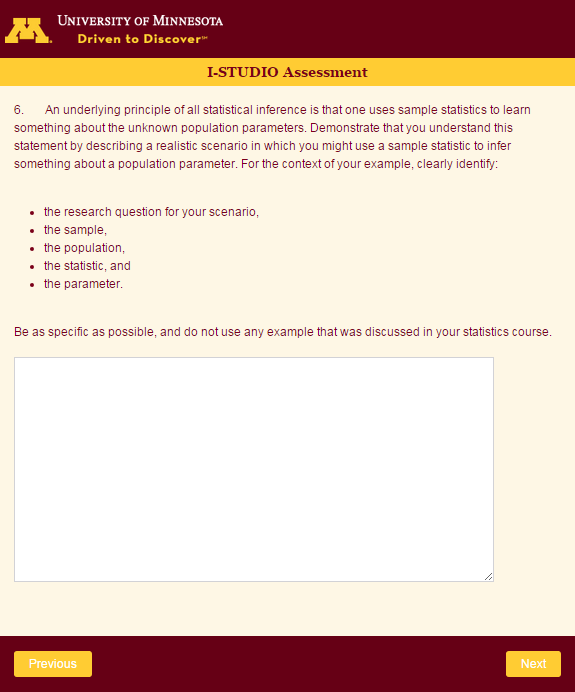 UNIVERSITY OF MINNESOTA
Driven to Discover℠
I-STUDIO Assessment
6. An underlying principle of all statistical inference is that one uses sample statistics to learn
something about the unknown population parameters. Demonstrate that you understand this
statement by describing a realistic scenario in which you might use a sample statistic to infer
something about a population parameter. For the context of your example, clearly identify:
• the research question for your scenario,
• the sample,
• the population,
• the statistic, and
• the parameter.
Be as specific as possible, and do not use any example that was discussed in your statistics course.
Previous
Next